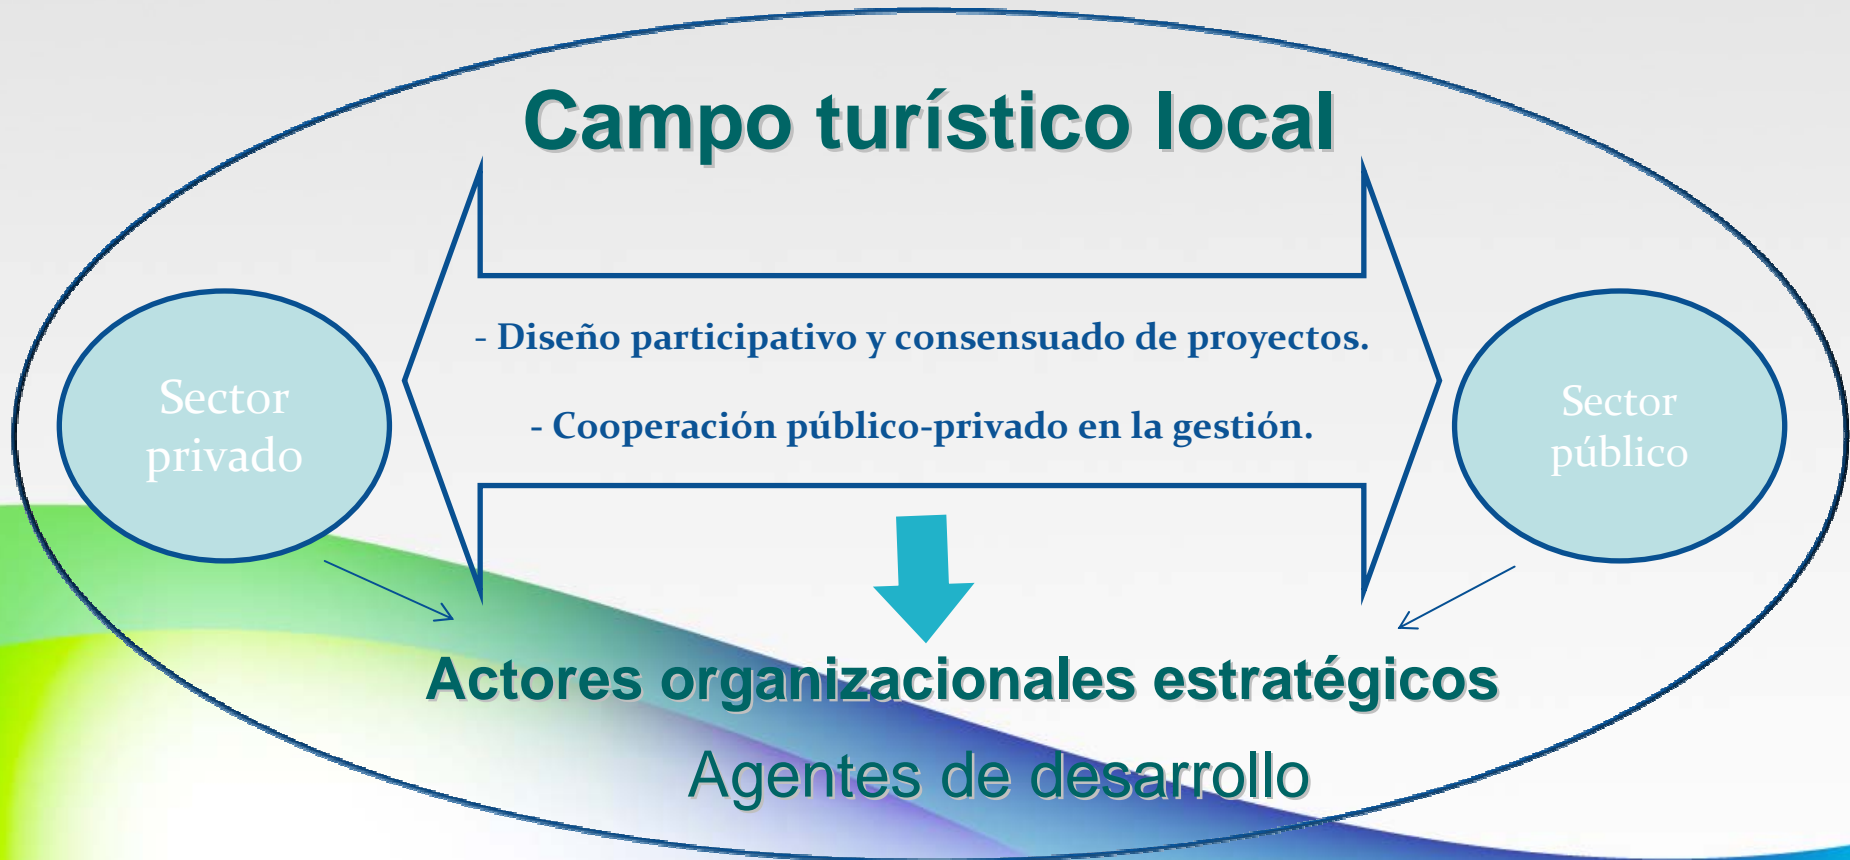 Campo turístico local
- Diseño participativo y consensuado de proyectos.
- Cooperación público-privado en la gestión.
Sector
privado
Sector
público
Actores organizacionales estratégicos
Agentes de desarrollo